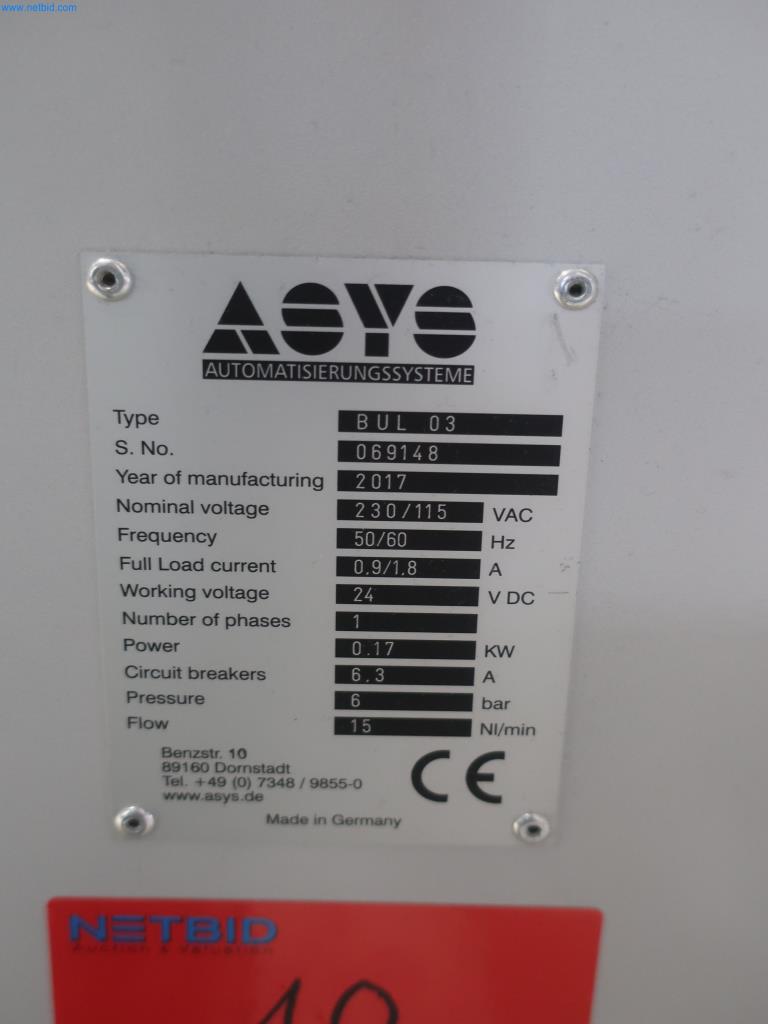 www.netbid.com
ASYS
AUTOMATISIERUNGSSYSTEME
Type BUL 03
S. No. 069148
Year of manufacturing 2017
Nominal voltage 230/115 VAC
Frequency 50/60 Hz
Full Load current 0,9/1,8 A
Working voltage 24 V DC
Number of phases 1
Power 0.17 KW
Circuit breakers 6,3 A
Pressure 6 bar
Flow 15 Nl/min
Benzstr. 10
89160 Dornstadt
Tel. +49 (0) 7348 / 9855-0
www.asys.de
CE
Made in Germany
NETBID
Auction & Valuation